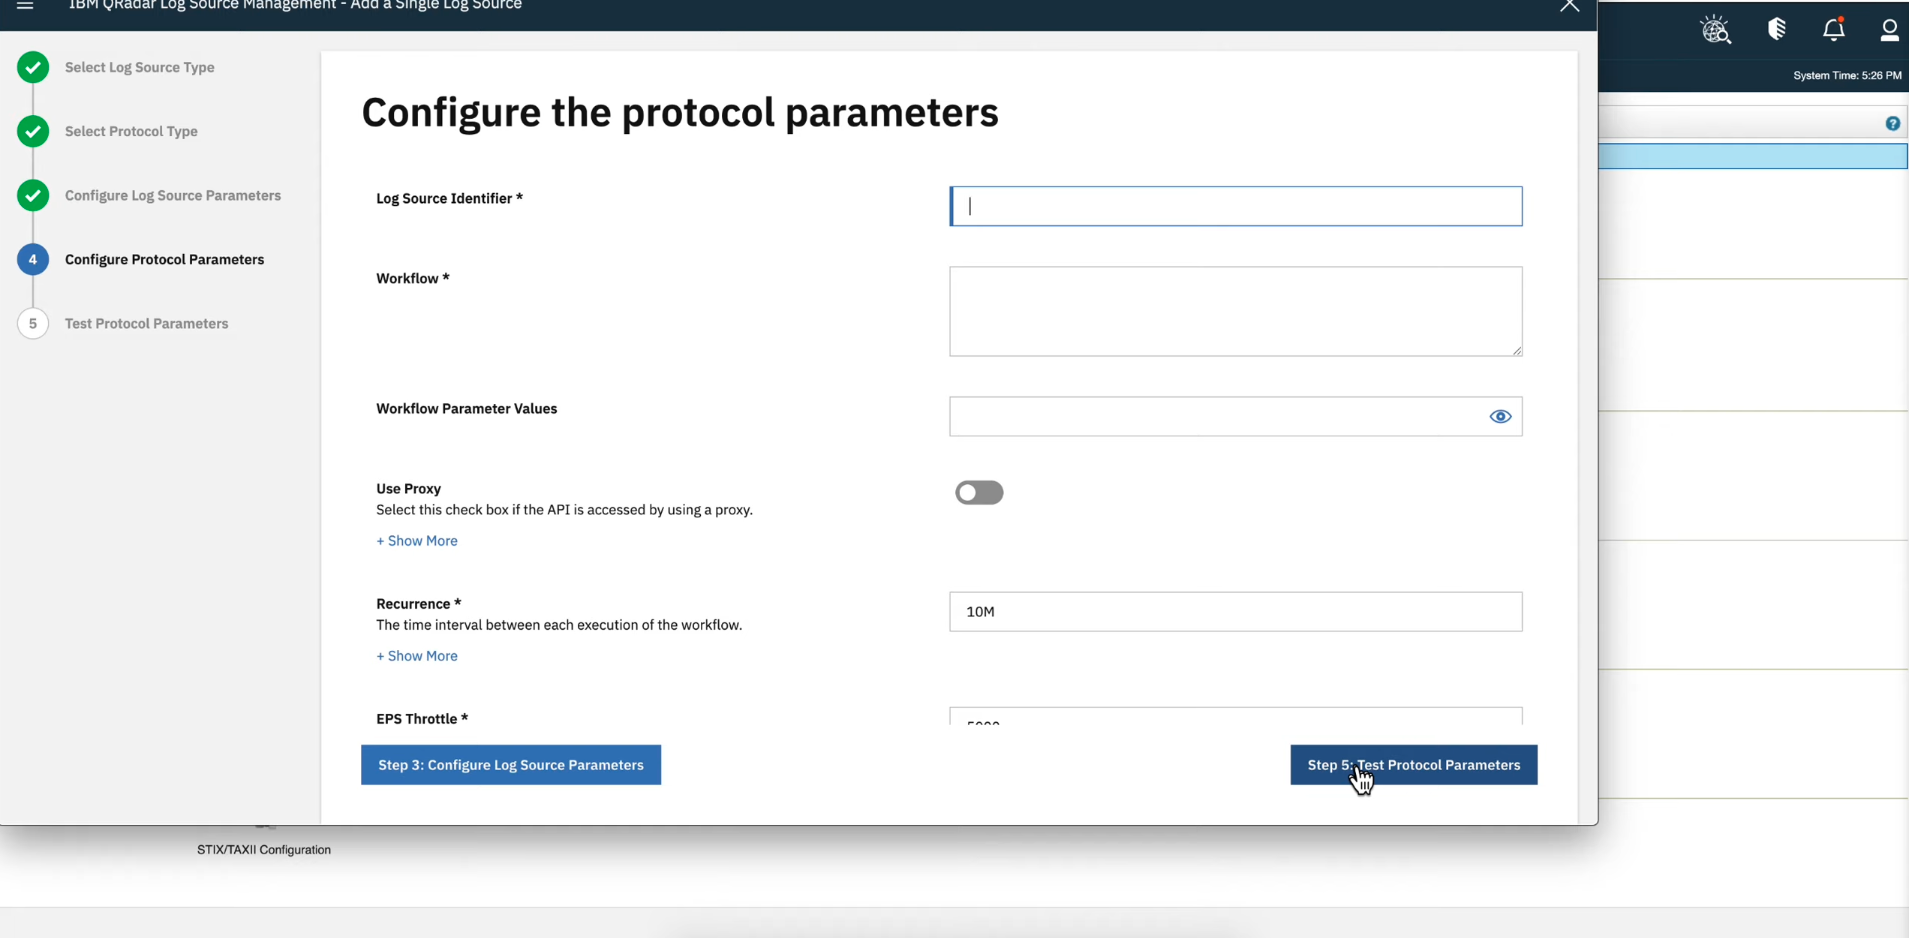 IBM QRadar Log Source Management - Add a Single Log Source
System Time: 5:26 PM
?
Select Log Source Type
Select Protocol Type
Configure Log Source Parameters
4 Configure Protocol Parameters
5 Test Protocol Parameters
Configure the protocol parameters
Log Source Identifier *
Workflow *
Workflow Parameter Values
Use Proxy
Select this check box if the API is accessed by using a proxy.
+ Show More
Recurrence *
10M
The time interval between each execution of the workflow.
+ Show More
EPS Throttle *
5000
Step 3: Configure Log Source Parameters
Step 5: Test Protocol Parameters
STIX/TAXII Configuration